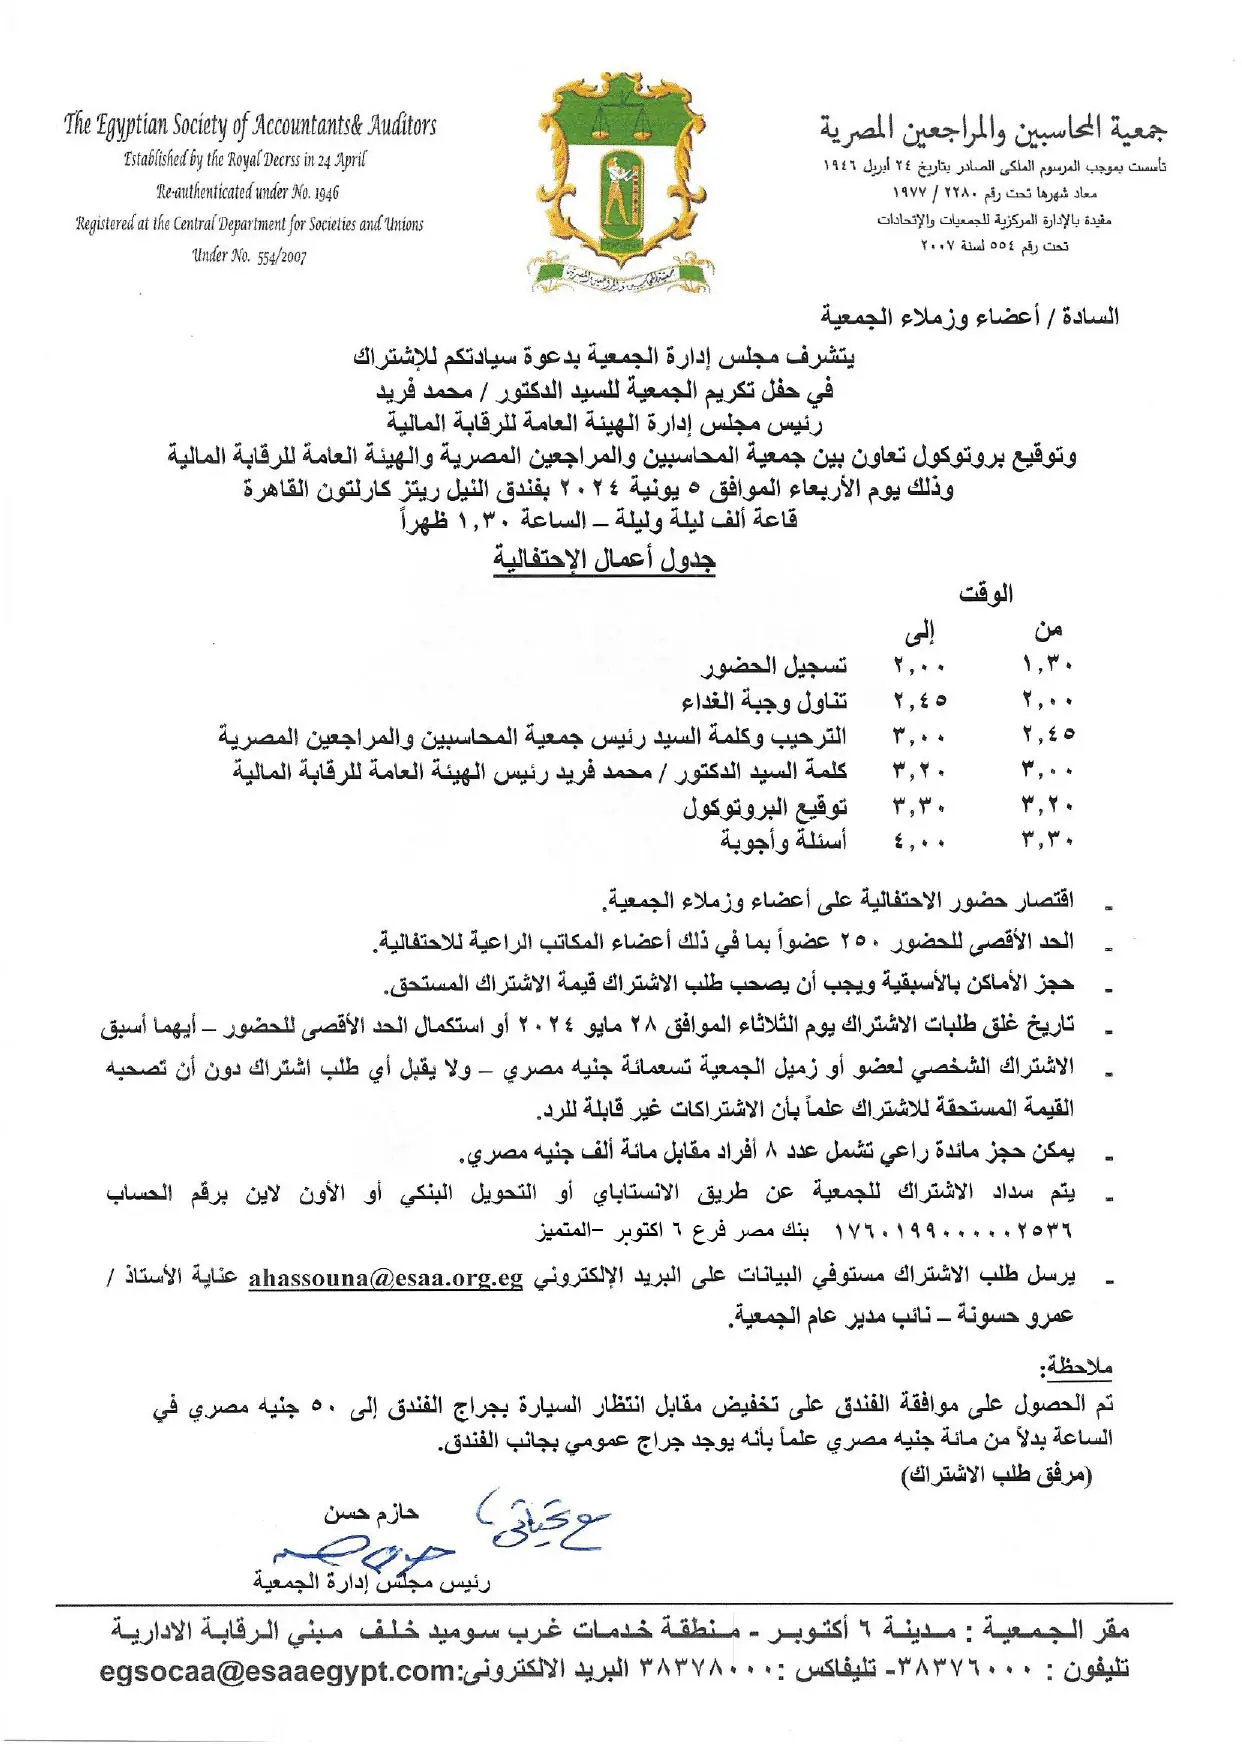 The Egyptian Society of Accountants& Auditors
Established by the Royal Decrss in 24 April
Re-authenticated under No. 1946
Registered at the Central Department for Societies and Unions
Under No. 554/2007
جمعية المحاسبين والمراجعين المصرية
تأسست بموجب المرسوم الملكى الصادر بتاريخ ٢٤ أبريل ١٩٤٦
معاد شهرها تحت رقم ٢٢٨٠ / ١٩٧٧
مقيدة بالإدارة المركزية للجمعيات والإتحادات
تحت رقم ٥٥٤ لسنة ٢٠٠٧
جمعية المحاسبين والمراجعين المصرية
السادة / أعضاء وزملاء الجمعية
يتشرف مجلس إدارة الجمعية بدعوة سيادتكم للإشتراك
في حفل تكريم الجمعية للسيد الدكتور / محمد فريد
رئيس مجلس إدارة الهيئة العامة للرقابة المالية
وتوقيع بروتوكول تعاون بين جمعية المحاسبين والمراجعين المصرية والهيئة العامة للرقابة المالية
وذلك يوم الأربعاء الموافق ٥ يونية ٢٠٢٤ بفندق النيل ريتز كارلتون القاهرة
قاعة ألف ليلة وليلة – الساعة ١,٣٠ ظهراً
جدول أعمال الإحتفالية
الوقت
من إلى
١,٣٠ ٢,٠٠ تسجيل الحضور
٢,٠٠ ٢,٤٥ تناول وجبة الغداء
٢,٤٥ ٣,٠٠ الترحيب وكلمة السيد رئيس جمعية المحاسبين والمراجعين المصرية
٣,٠٠ ٣,٢٠ كلمة السيد الدكتور / محمد فريد رئيس الهيئة العامة للرقابة المالية
٣,٢٠ ٣,٣٠ توقيع البروتوكول
٣,٣٠ ٤,٠٠ أسئلة وأجوبة
- اقتصار حضور الاحتفالية على أعضاء وزملاء الجمعية.
- الحد الأقصى للحضور ٢٥٠ عضواً بما في ذلك أعضاء المكاتب الراعية للاحتفالية.
- حجز الأماكن بالأسبقية ويجب أن يصحب طلب الاشتراك قيمة الاشتراك المستحق.
- تاريخ غلق طلبات الاشتراك يوم الثلاثاء الموافق ٢٨ مايو ٢٠٢٤ أو استكمال الحد الأقصى للحضور – أيهما أسبق
- الاشتراك الشخصي لعضو أو زميل الجمعية تسعمائة جنيه مصري – ولا يقبل أي طلب اشتراك دون أن تصحبه
القيمة المستحقة للاشتراك علماً بأن الاشتراكات غير قابلة للرد.
- يمكن حجز مائدة راعي تشمل عدد ٨ أفراد مقابل مائة ألف جنيه مصري.
- يتم سداد الاشتراك للجمعية عن طريق الانستاباي أو التحويل البنكي أو الأون لاين برقم الحساب
١٧٦٠١٩٩٠٠٠٠٠٠٢٥٣٦ بنك مصر فرع ٦ اكتوبر –المتميز
- يرسل طلب الاشتراك مستوفي البيانات على البريد الإلكتروني ahassouna@esaa.org.eg عناية الأستاذ /
عمرو حسونة – نائب مدير عام الجمعية.
ملاحظة:
تم الحصول على موافقة الفندق على تخفيض مقابل انتظار السيارة بجراج الفندق إلى ٥٠ جنيه مصري في
الساعة بدلاً من مائة جنيه مصري علماً بأنه يوجد جراج عمومي بجانب الفندق.
(مرفق طلب الاشتراك)
مع تحياتي
حازم حسن
رئيس مجلس إدارة الجمعية
مقر الجمعية : مدينة ٦ أكتوبر - منطقة خدمات غرب سوميد خلف مبني الرقابة الادارية
تليفون : ٣٨٣٧٦٠٠٠- تليفاكس :٣٨٣٧٨٠٠٠ البريد الالكترونى:egsocaa@esaaegypt.com